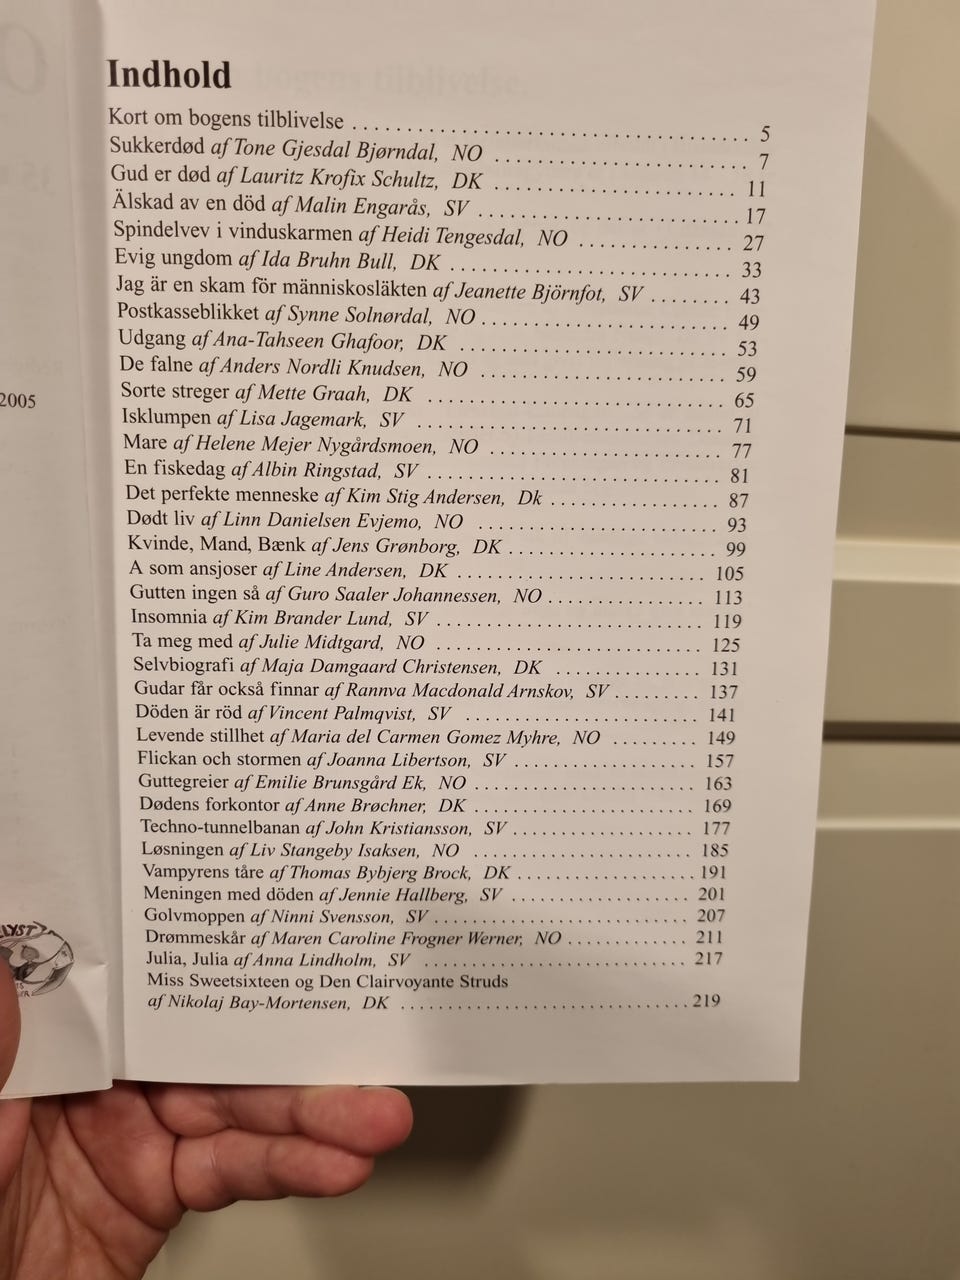 Indhold
Kort om bogens tilblivelse .................................... 5
Sukkerdød af Tone Gjesdal Bjørndal, NO ........................ 7
Gud er død af Lauritz Krofix Schultz, DK ....................... 11
Älskad av en död af Malin Engarås, SV ......................... 17
Spindelvev i vinduskarmen af Heidi Tengesdal, NO ............... 27
Evig ungdom af Ida Bruhn Bull, DK ............................ 33
Jag är en skam för människosläkten af Jeanette Björnfot, SV ........ 43
Postkasseblikket af Synne Solnørdal, NO ......................... 49
Udgang af Ana-Tahseen Ghafoor, DK ........................... 53
De falne af Anders Nordli Knudsen, NO ......................... 59
Sorte streger af Mette Graah, DK .............................. 65
Isklumpen af Lisa Jagemark, SV ............................... 71
Mare af Helene Mejer Nygårdsmoen, NO ........................ 77
En fiskedag af Albin Ringstad, SV .............................. 81
Det perfekte menneske af Kim Stig Andersen, Dk ................. 87
Dødt liv af Linn Danielsen Evjemo, NO ......................... 93
Kvinde, Mand, Bænk af Jens Grønborg, DK ...................... 99
A som ansjoser af Line Andersen, DK ........................... 105
Gutten ingen så af Guro Saaler Johannessen, NO ................. 113
Insomnia af Kim Brander Lund, SV ............................. 119
Ta meg med af Julie Midtgard, NO ............................. 125
Selvbiografi af Maja Damgaard Christensen, DK ................ 131
Gudar får också finnar af Rannva Macdonald Arnskov, SV ......... 137
Döden är röd af Vincent Palmqvist, SV ......................... 141
Levende stillhet af Maria del Carmen Gomez Myhre, NO ......... 149
Flickan och stormen af Joanna Libertson, SV .................... 157
Guttegreier af Emilie Brunsgård Ek, NO ......................... 163
Dødens forkontor af Anne Brøchner, DK ......................... 169
Techno-tunnelbanan af John Kristiansson, SV .................... 177
Løsningen af Liv Stangeby Isaksen, NO ......................... 185
Vampyrens tåre af Thomas Bybjerg Brock, DK .................... 191
Meningen med döden af Jennie Hallberg, SV .................... 201
Golvmoppen af Ninni Svensson, SV ............................. 207
Drømmeskår af Maren Caroline Frogner Werner, NO ............. 211
Julia, Julia af Anna Lindholm, SV ............................. 217
Miss Sweetsixteen og Den Clairvoyante Struds
af Nikolaj Bay-Mortensen, DK ................................ 219
2005